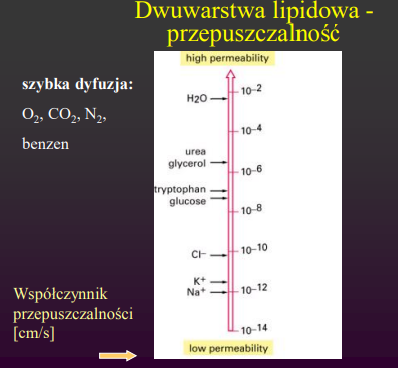 Dwuwarstwa lipidowa -
przepuszczalność
high permeability
szybka dyfuzja:
O₂, CO₂, N₂,
benzen
H2O
10⁻²
10⁻⁴
urea
glycerol
10⁻⁶
tryptophan
glucose
10⁻⁸
Cl⁻
10⁻¹⁰
K⁺
Na⁺
10⁻¹²
10⁻¹⁴
low permeability
Współczynnik
przepuszczalności
[cm/s]